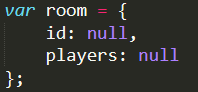 var room = {
    id: null,
    players: null
};